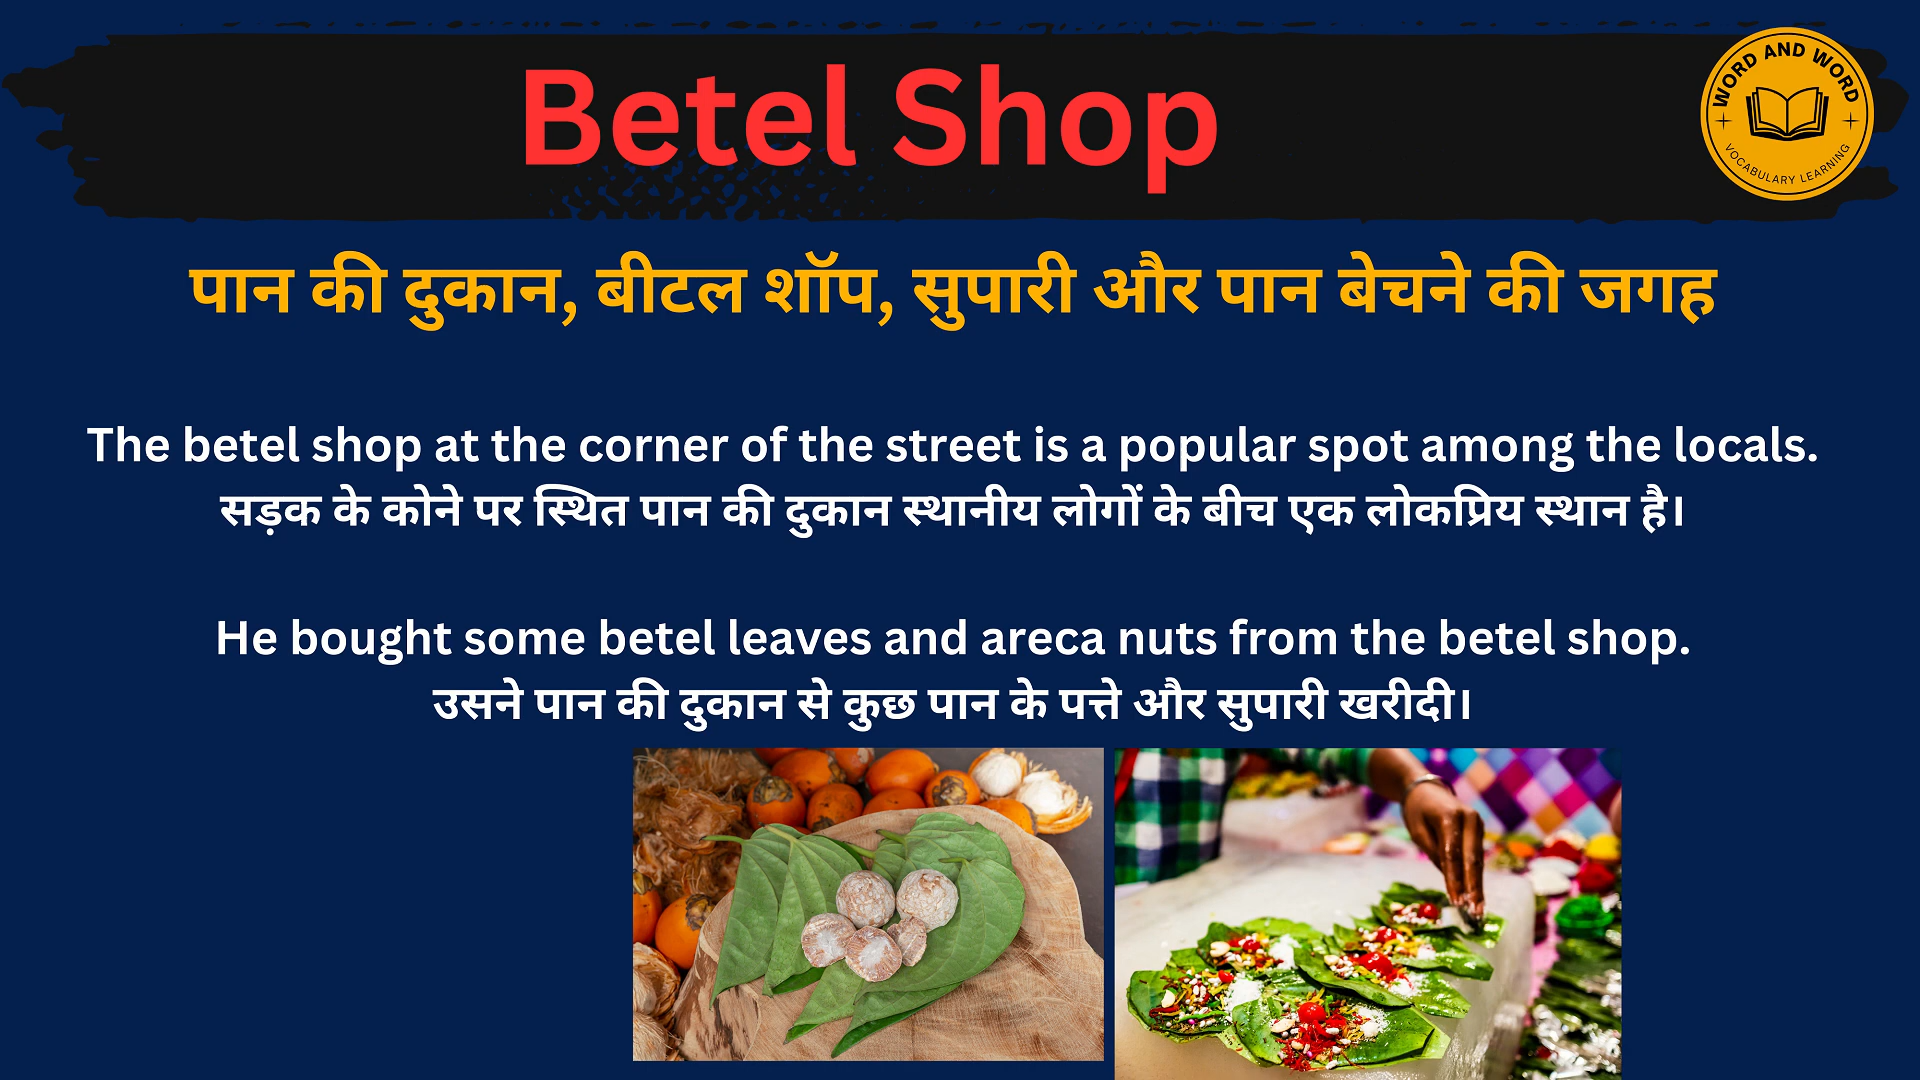 Betel Shop
WORD AND WORD
VOCABULARY LEARNING
पान की दुकान, बीटल शॉप, सुपारी और पान बेचने की जगह
The betel shop at the corner of the street is a popular spot among the locals.
सड़क के कोने पर स्थित पान की दुकान स्थानीय लोगों के बीच एक लोकप्रिय स्थान है।
He bought some betel leaves and areca nuts from the betel shop.
उसने पान की दुकान से कुछ पान के पत्ते और सुपारी खरीदी।